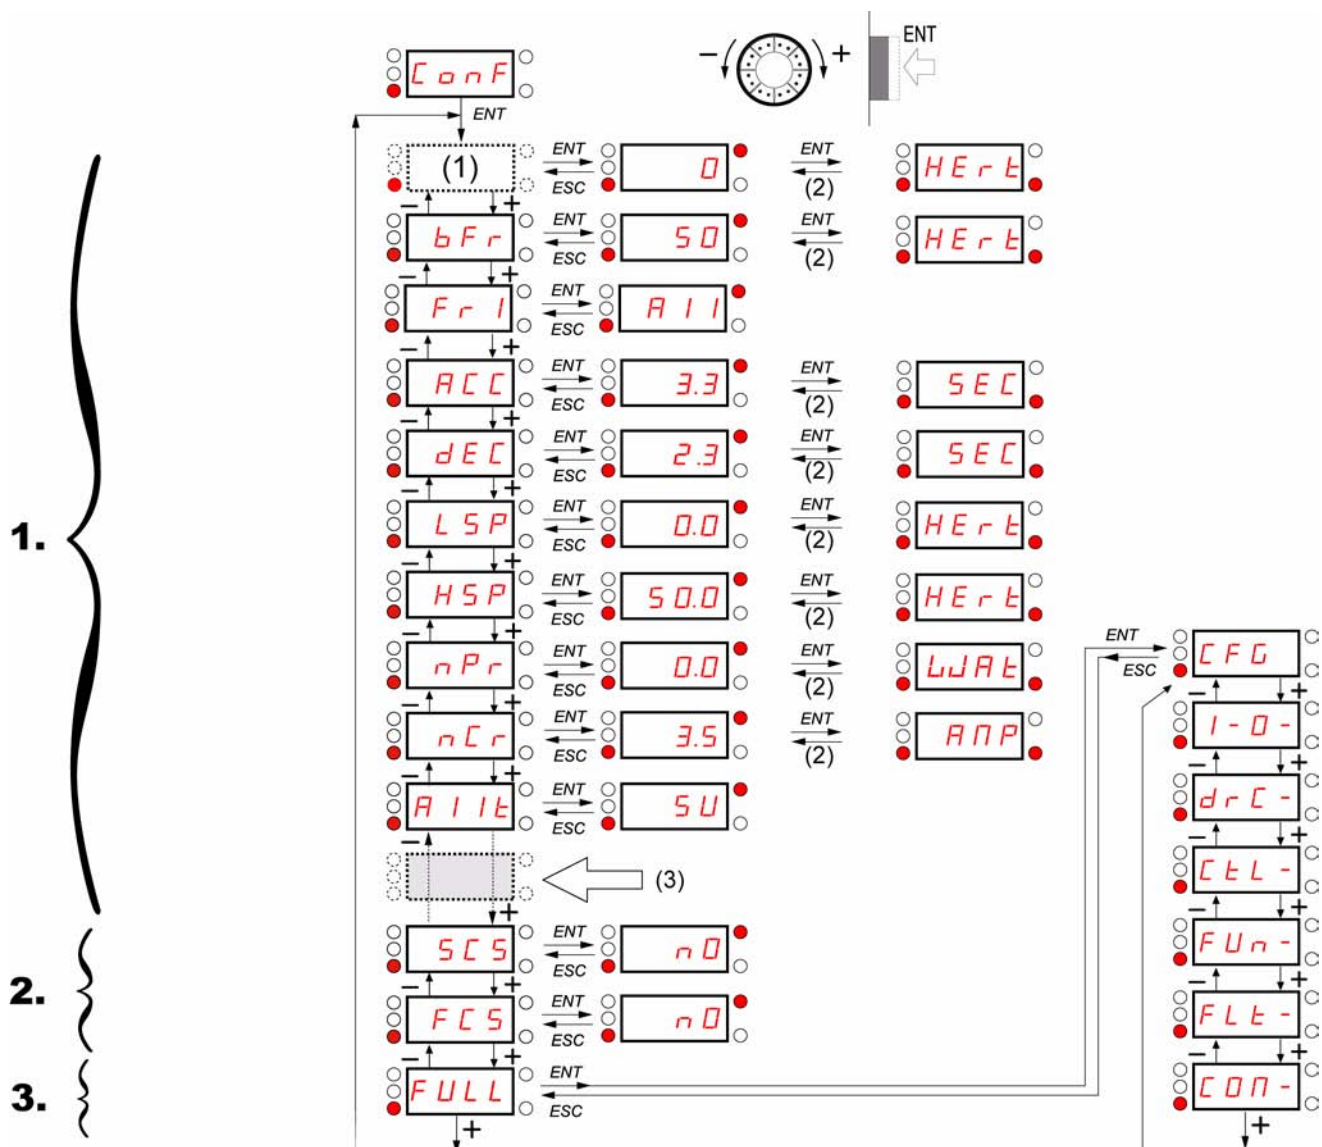 − + ENT
ConF
ENT
(1) ENT ESC 0 (2) HErt
− +
bFr ENT ESC 50 ENT (2) HErt
− +
Fr1 ENT ESC A11
− +
ACC ENT ESC 3.3 ENT (2) SEC
− +
dEC ENT ESC 2.3 ENT (2) SEC
− +
1. LSP ENT ESC 0.0 ENT (2) HErt
− +
HSP ENT ESC 50.0 ENT (2) HErt
− +
nPr ENT ESC 0.0 ENT (2) WAt ENT ESC CFG
− +
nCr ENT ESC 3.5 ENT (2) AMP I-O-
− +
A11t ENT ESC 5U drC-
− +
(3) CtL-
+ − +
SCS ENT ESC nO FUn-
− +
2. FCS ENT ESC nO FLt-
− +
3. FULL ENT ESC COM-
+ +